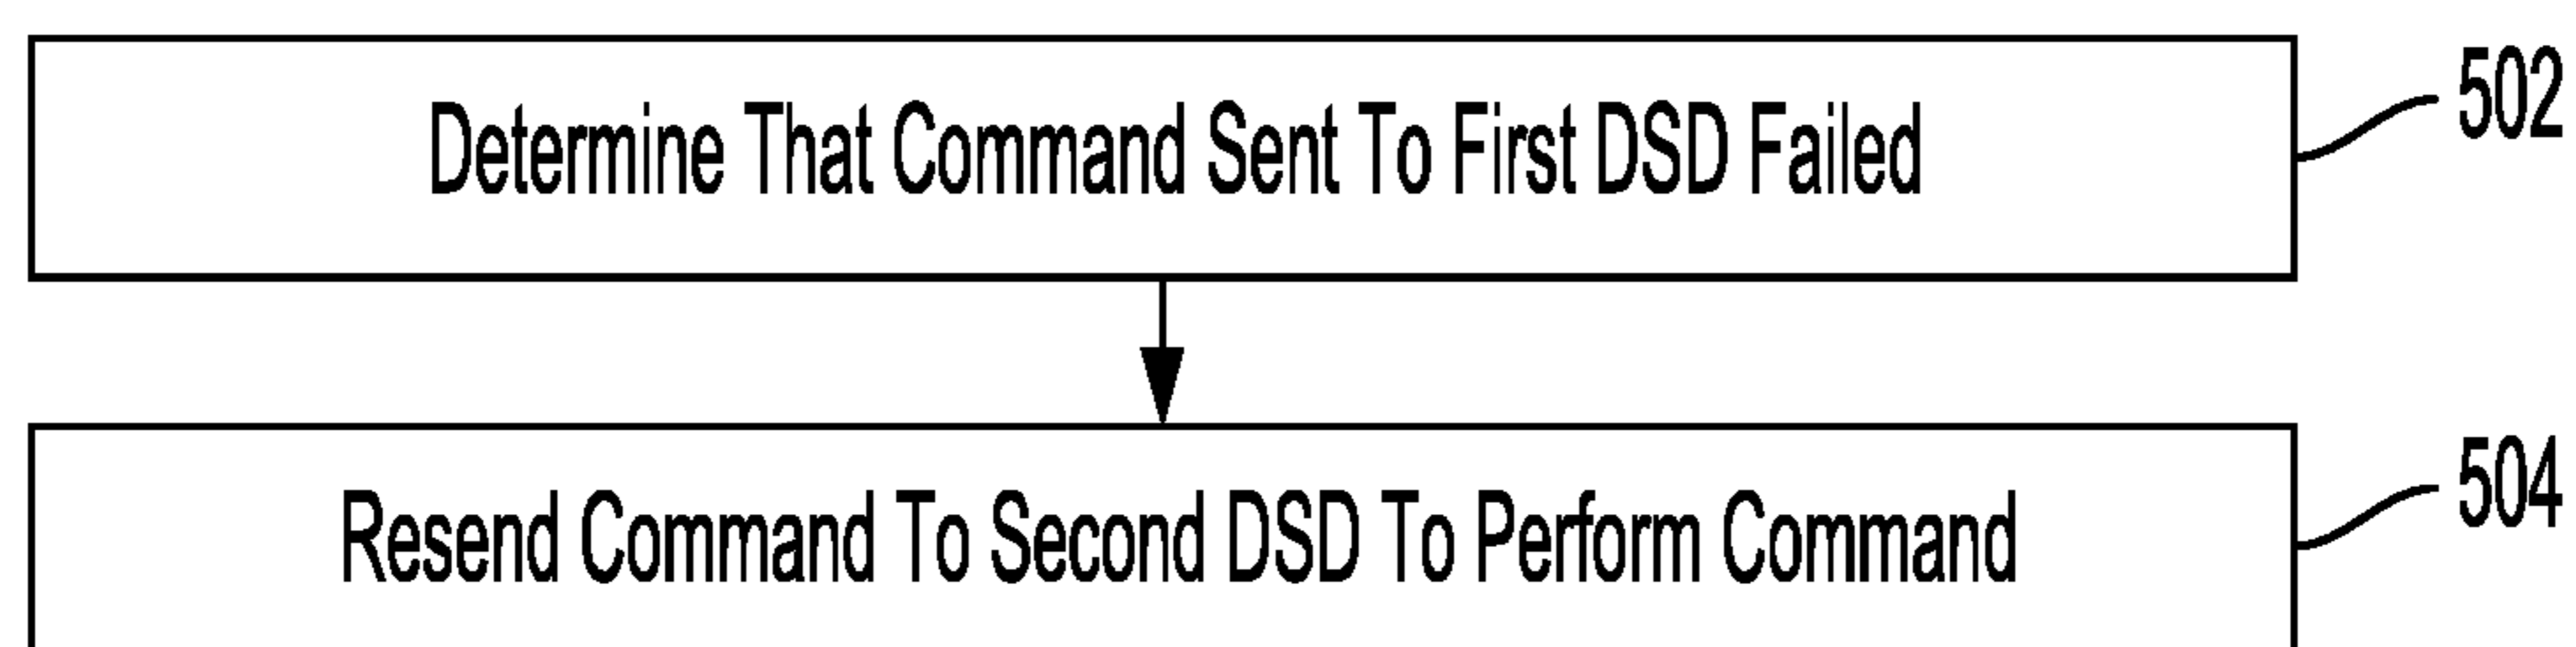 Determine That Command Sent To First DSD Failed
502
Resend Command To Second DSD To Perform Command
504